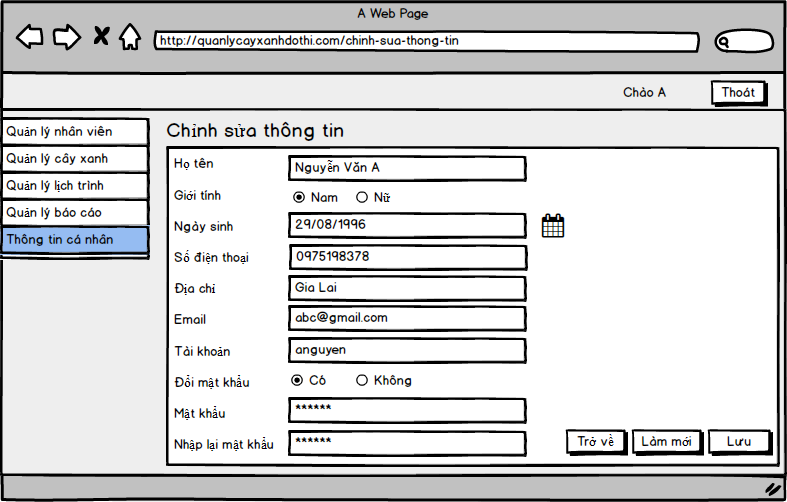 A Web Page
http://quanlycayxanhdothi.com/chinh-sua-thong-tin
Chào A
Thoát
Quản lý nhân viên
Quản lý cây xanh
Quản lý lịch trình
Quản lý báo cáo
Thông tin cá nhân
Chỉnh sửa thông tin
Họ tên
Nguyễn Văn A
Giới tính
Nam
Nữ
Ngày sinh
29/08/1996
Số điện thoại
0975198378
Địa chỉ
Gia Lai
Email
abc@gmail.com
Tài khoản
anguyen
Đổi mật khẩu
Có
Không
Mật khẩu
******
Nhập lại mật khẩu
******
Trở về
Làm mới
Lưu